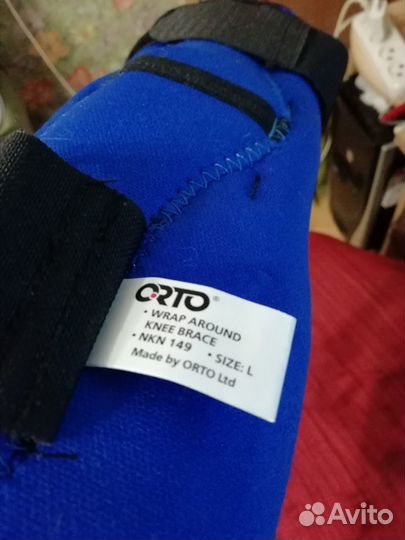 ORTO®
• WRAP AROUND
KNEE BRACE
• NKN 149 • SIZE: L
Made by ORTO Ltd
Avito